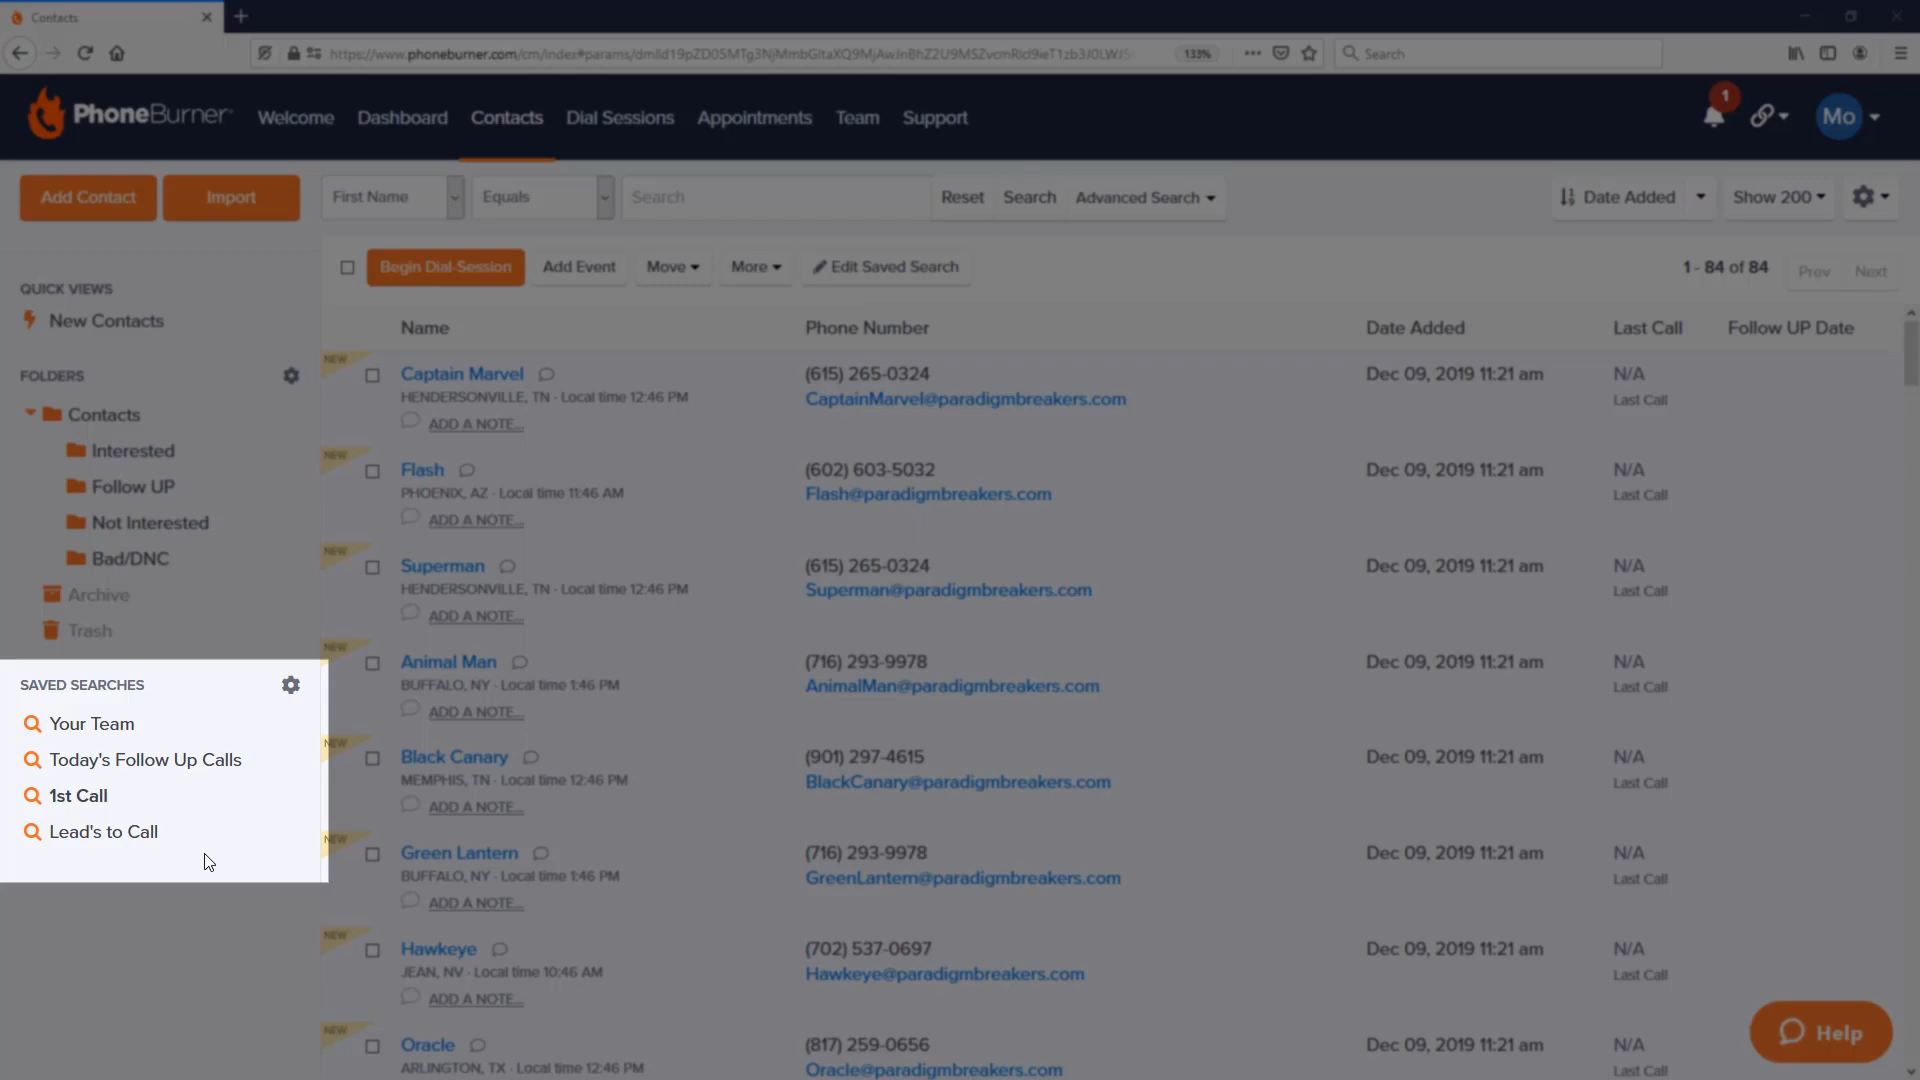 Contacts
https://www.phoneburner.com/cm/index#params/
133%
Search
PhoneBurner
Welcome
Dashboard
Contacts
Dial Sessions
Appointments
Team
Support
1
Mo
Add Contact
Import
First Name
Equals
Search
Reset
Search
Advanced Search
Date Added
Show 200
Begin Dial-Session
Add Event
Move
More
Edit Saved Search
1 - 84 of 84
Prev
Next
QUICK VIEWS
New Contacts
FOLDERS
Contacts
Interested
Follow UP
Not Interested
Bad/DNC
Archive
Trash
SAVED SEARCHES
Your Team
Today's Follow Up Calls
1st Call
Lead's to Call
Name
Phone Number
Date Added
Last Call
Follow UP Date
NEW
Captain Marvel
(615) 265-0324
Dec 09, 2019 11:21 am
N/A
HENDERSONVILLE, TN - Local time 12:46 PM
CaptainMarvel@paradigmbreakers.com
Last Call
ADD A NOTE...
NEW
Flash
(602) 603-5032
Dec 09, 2019 11:21 am
N/A
PHOENIX, AZ - Local time 11:46 AM
Flash@paradigmbreakers.com
Last Call
ADD A NOTE...
NEW
Superman
(615) 265-0324
Dec 09, 2019 11:21 am
N/A
HENDERSONVILLE, TN - Local time 12:46 PM
Superman@paradigmbreakers.com
Last Call
ADD A NOTE...
NEW
Animal Man
(716) 293-9978
Dec 09, 2019 11:21 am
N/A
BUFFALO, NY - Local time 1:46 PM
AnimalMan@paradigmbreakers.com
Last Call
ADD A NOTE...
NEW
Black Canary
(901) 297-4615
Dec 09, 2019 11:21 am
N/A
MEMPHIS, TN - Local time 12:46 PM
BlackCanary@paradigmbreakers.com
Last Call
ADD A NOTE...
NEW
Green Lantern
(716) 293-9978
Dec 09, 2019 11:21 am
N/A
BUFFALO, NY - Local time 1:46 PM
GreenLantern@paradigmbreakers.com
Last Call
ADD A NOTE...
NEW
Hawkeye
(702) 537-0697
Dec 09, 2019 11:21 am
N/A
JEAN, NV - Local time 10:46 AM
Hawkeye@paradigmbreakers.com
Last Call
ADD A NOTE...
NEW
Oracle
(817) 259-0656
Dec 09, 2019 11:21 am
N/A
ARLINGTON, TX - Local time 12:46 PM
Oracle@paradigmbreakers.com
Last Call
Help